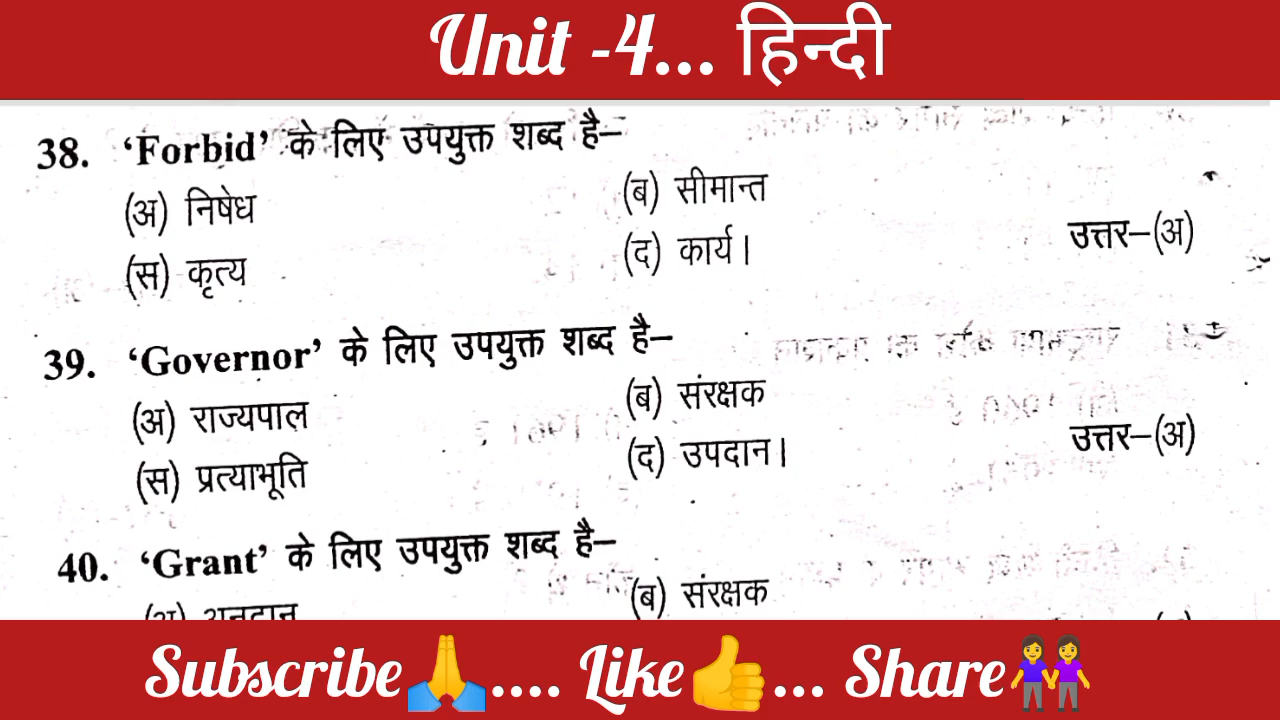 Unit -4... हिन्दी
38. ‘Forbid’ के लिए उपयुक्त शब्द है–
(अ) निषेध (ब) सीमान्त
(स) कृत्य (द) कार्य। उत्तर–(अ)
39. ‘Governor’ के लिए उपयुक्त शब्द है–
(अ) राज्यपाल (ब) संरक्षक
(स) प्रत्याभूति (द) उपदान। उत्तर–(अ)
40. ‘Grant’ के लिए उपयुक्त शब्द है–
(अ) अनुदान (ब) संरक्षक
Subscribe🙏.... Like👍... Share👭